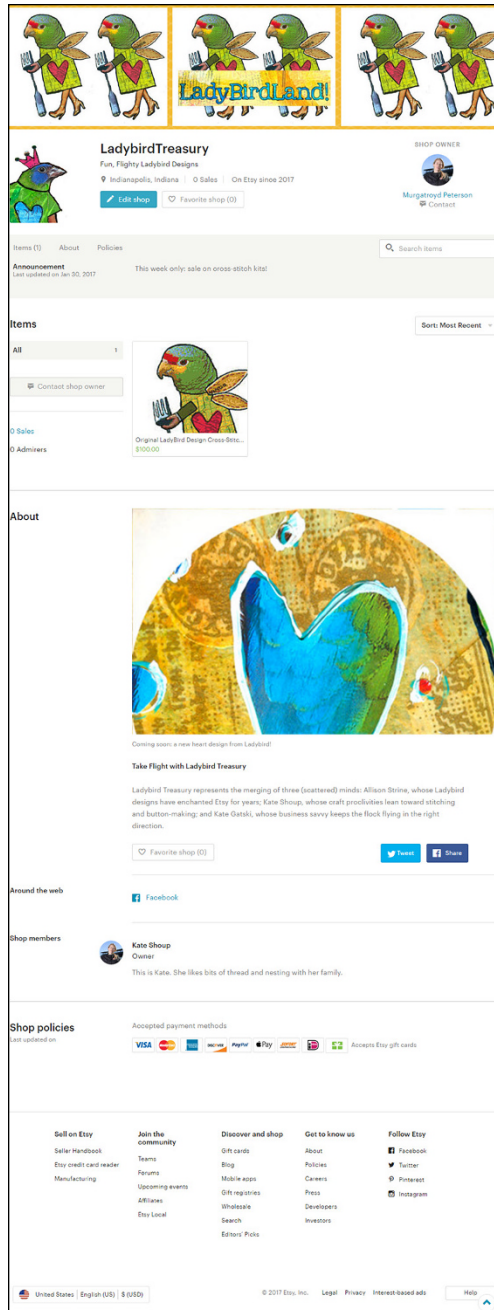 LadyBirdLand!
LadybirdTreasury
Fun, Flighty Ladybird Designs
Indianapolis, Indiana | 0 Sales | On Etsy since 2017
Edit shop
Favorite shop (0)
SHOP OWNER
Murgatroyd Peterson
Contact
Items (1) About Policies
Search items
Announcement
Last updated on Jan 30, 2017
This week only: sale on cross-stitch kits!
Items
Sort: Most Recent
All 1
Contact shop owner
0 Sales
0 Admirers
Original LadyBird Design Cross-Stitc...
$100.00
About
Coming soon: a new heart design from Ladybird!
Take Flight with Ladybird Treasury
Ladybird Treasury represents the merging of three (scattered) minds: Allison Strine, whose Ladybird
designs have enchanted Etsy for years; Kate Shoup, whose craft proclivities lean toward stitching
and button-making; and Kate Gatski, whose business savvy keeps the flock flying in the right
direction.
Favorite shop (0)
Tweet
Share
Around the web
Facebook
Shop members
Kate Shoup
Owner
This is Kate. She likes bits of thread and nesting with her family.
Shop policies
Last updated on
Accepted payment methods
VISA
DISCOVER
PayPal
Pay
Accepts Etsy gift cards
Sell on Etsy
Seller Handbook
Etsy credit card reader
Manufacturing
Join the
community
Teams
Forums
Upcoming events
Affiliates
Etsy Local
Discover and shop
Gift cards
Blog
Mobile apps
Gift registries
Wholesale
Search
Editors' Picks
Get to know us
About
Policies
Careers
Press
Developers
Investors
Follow Etsy
Facebook
Twitter
Pinterest
Instagram
United States | English (US) | $ (USD)
© 2017 Etsy, Inc. Legal Privacy Interest-based ads
Help